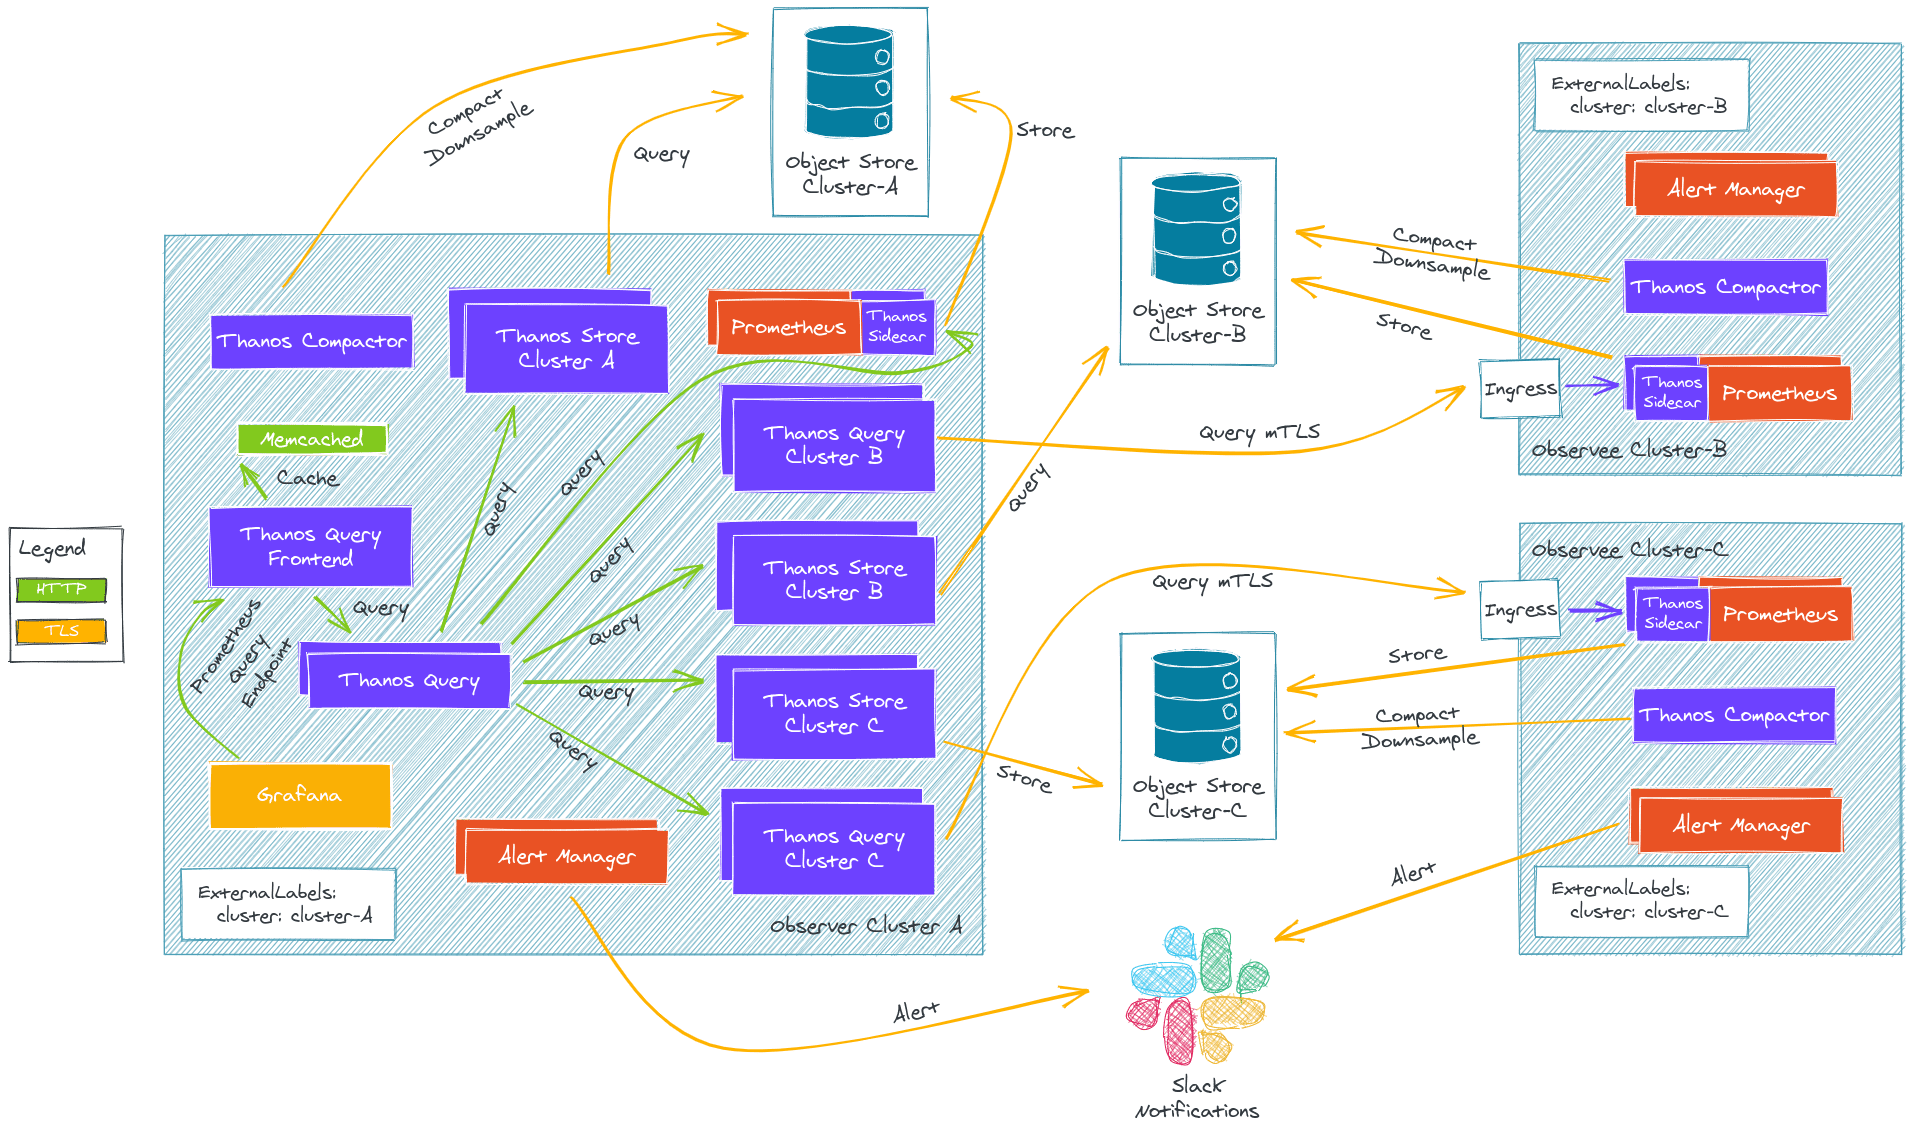 Object Store
Cluster-A
Compact
Downsample
Query
Store
Thanos Compactor
Thanos Store
Cluster A
Prometheus
Thanos
Sidecar
Memcached
Cache
Thanos Query
Frontend
Query
Prometheus
Query
Endpoint
Thanos Query
Grafana
Alert Manager
ExternalLabels:
cluster: cluster-A
Observer Cluster A
Query
Query
Query
Query
Query
Query
Thanos Query
Cluster B
Thanos Store
Cluster B
Thanos Store
Cluster C
Thanos Query
Cluster C
Legend
HTTP
TLS
Object Store
Cluster-B
Query
Query mTLS
Compact
Downsample
Store
ExternalLabels:
cluster: cluster-B
Alert Manager
Thanos Compactor
Ingress
Thanos
Sidecar
Prometheus
Observee Cluster-B
Query mTLS
Store
Object Store
Cluster-C
Store
Compact
Downsample
Observee Cluster-C
Ingress
Thanos
Sidecar
Prometheus
Thanos Compactor
Alert Manager
ExternalLabels:
cluster: cluster-C
Alert
Alert
Slack
Notifications